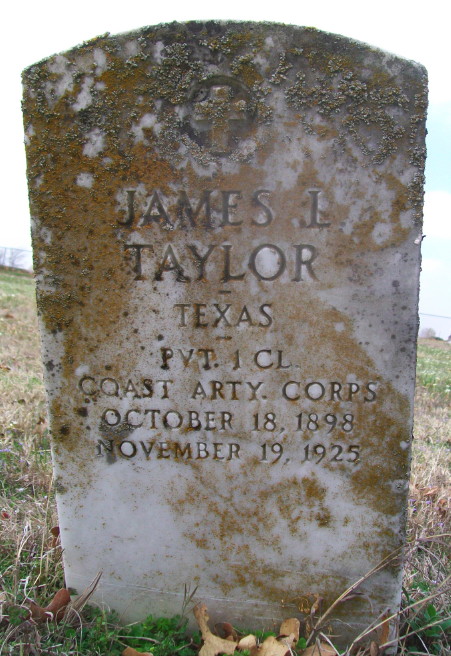 JAMES L
TAYLOR
TEXAS
PVT. 1 CL.
COAST ARTY. CORPS
OCTOBER 18, 1898
NOVEMBER 19, 1925